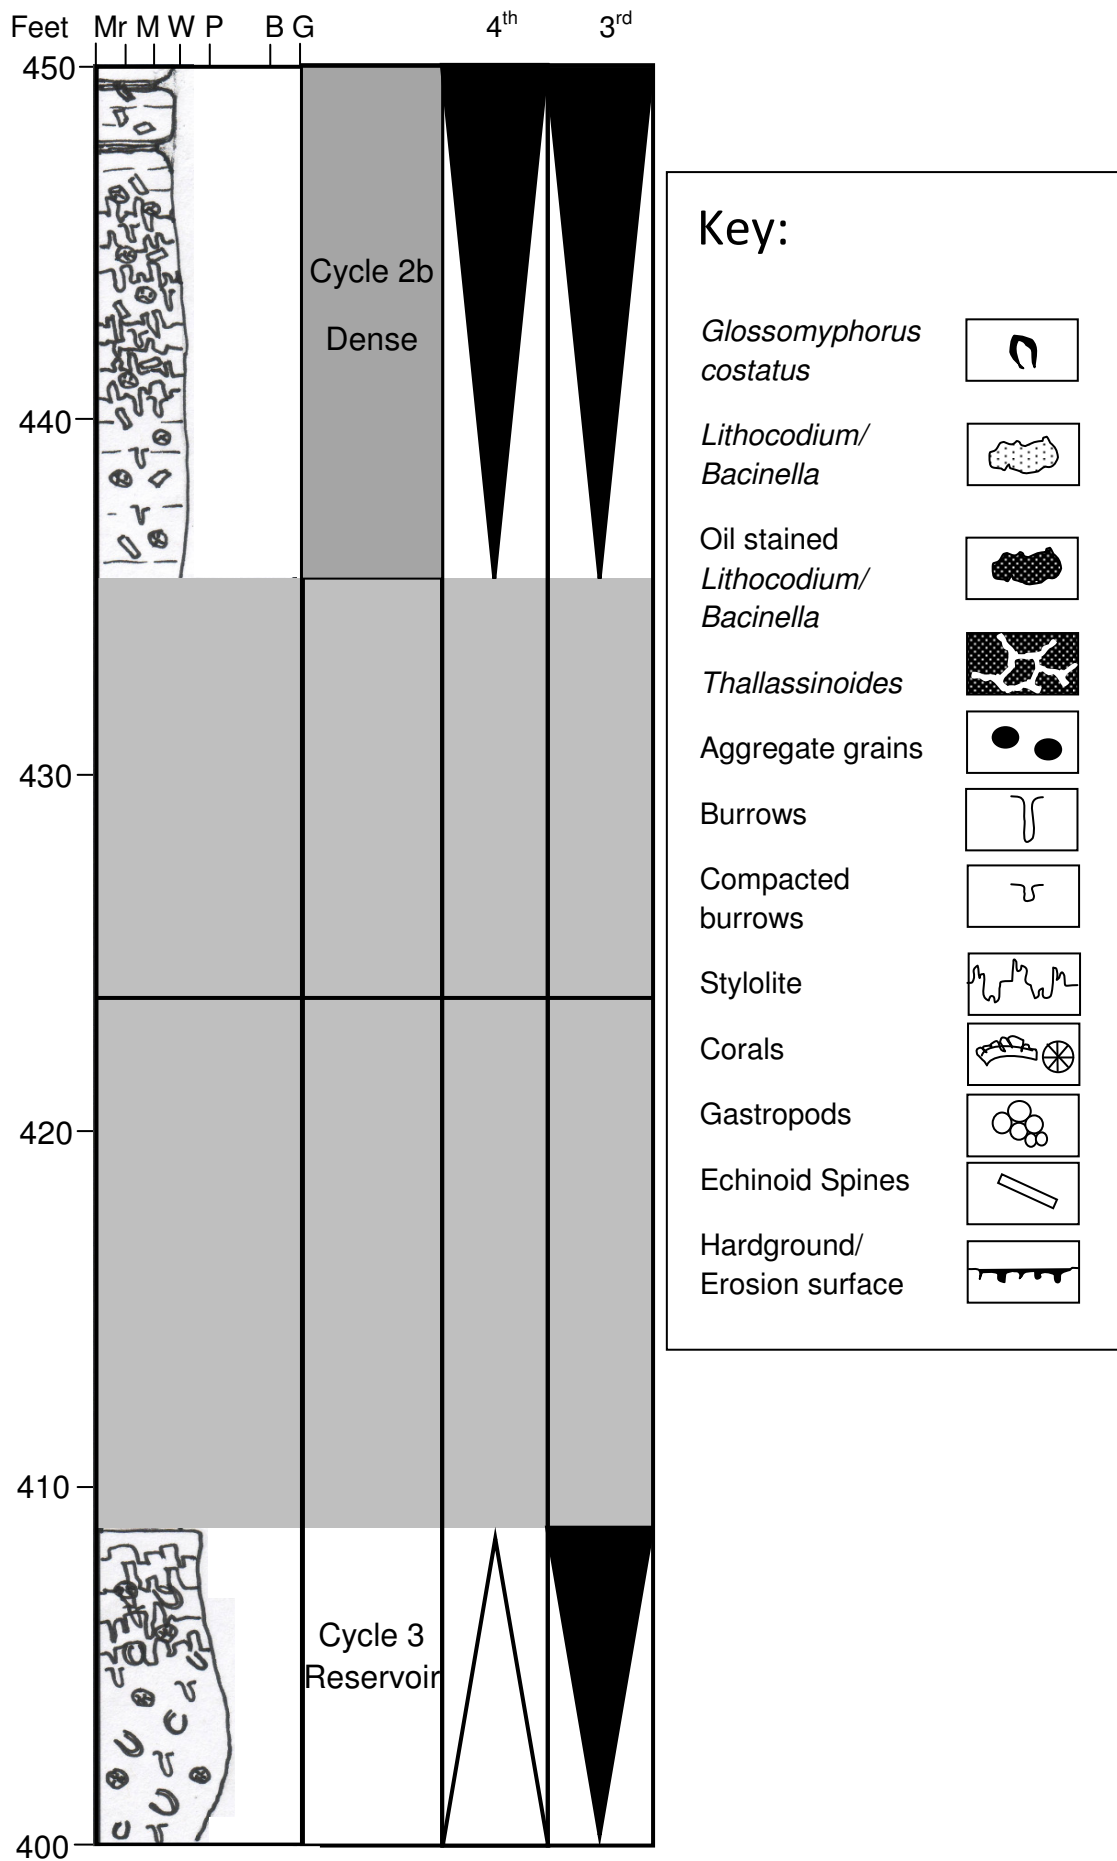 Feet Mr M W P B G 4th 3rd
450
440
430
420
410
400
Cycle 2b
Dense
Cycle 3
Reservoir
Key:
Glossomyphorus
costatus
Lithocodium/
Bacinella
Oil stained
Lithocodium/
Bacinella
Thallassinoides
Aggregate grains
Burrows
Compacted
burrows
Stylolite
Corals
Gastropods
Echinoid Spines
Hardground/
Erosion surface